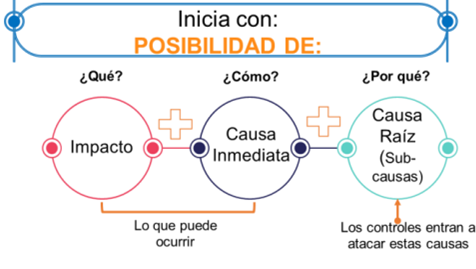 Inicia con:
POSIBILIDAD DE:
¿Qué?
¿Cómo?
¿Por qué?
Impacto
Causa
Inmediata
Causa
Raíz
(Sub-
causas)
Lo que puede
ocurrir
Los controles entran a
atacar estas causas